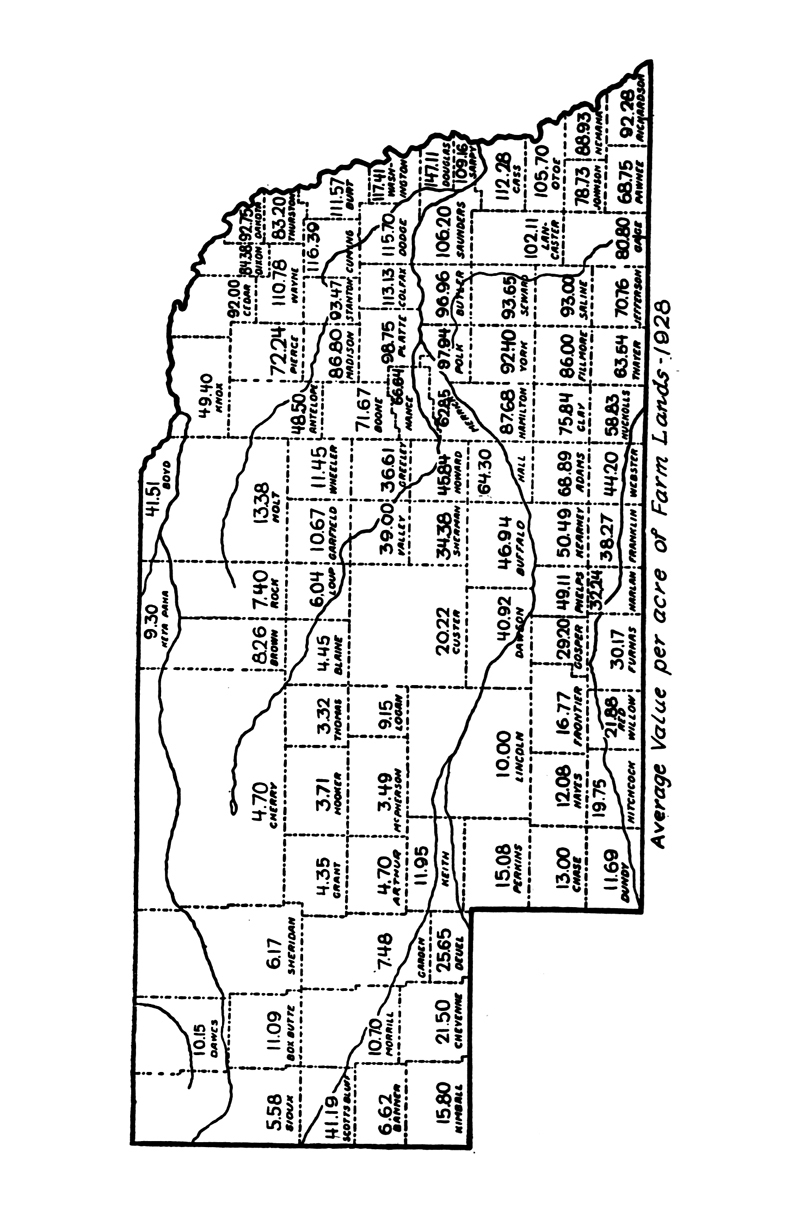 5.58
SIOUX
10.15
DAWES
11.09
BOX BUTTE
6.17
SHERIDAN
4.70
CHERRY
9.30
KEYA PAHA
8.26
BROWN
7.40
ROCK
41.51
BOYD
13.38
HOLT
49.40
KNOX
92.00
CEDAR
84.38
DIXON
92.75
DAKOTA
72.24
PIERCE
110.78
WAYNE
83.20
THURSTON
41.19
SCOTTS BLUFF
6.62
BANNER
15.80
KIMBALL
10.70
MORRILL
21.50
CHEYENNE
7.48
GARDEN
25.65
DEUEL
4.35
GRANT
3.71
HOOKER
3.32
THOMAS
4.45
BLAINE
6.04
LOUP
10.67
GARFIELD
11.45
WHEELER
48.50
ANTELOPE
86.80
MADISON
93.47
STANTON
116.39
CUMING
111.57
BURT
4.70
ARTHUR
3.49
McPHERSON
9.15
LOGAN
20.22
CUSTER
39.00
VALLEY
36.61
GREELEY
71.67
BOONE
66.64
NANCE
98.75
PLATTE
113.13
COLFAX
115.70
DODGE
117.41
WASH-
INGTON
11.95
KEITH
10.00
LINCOLN
34.38
SHERMAN
45.84
HOWARD
62.85
MERRICK
97.94
POLK
96.96
BUTLER
106.20
SAUNDERS
147.11
DOUGLAS
109.16
SARPY
15.08
PERKINS
40.92
DAWSON
46.94
BUFFALO
64.30
HALL
87.68
HAMILTON
92.40
YORK
93.65
SEWARD
102.11
LAN-
CASTER
112.28
CASS
105.70
OTOE
13.00
CHASE
12.08
HAYES
16.77
FRONTIER
29.20
GOSPER
49.11
PHELPS
50.49
KEARNEY
68.89
ADAMS
75.84
CLAY
86.00
FILLMORE
93.00
SALINE
78.73
JOHNSON
88.93
NEMAHA
11.69
DUNDY
19.75
HITCHCOCK
21.88
RED
WILLOW
30.17
FURNAS
32.24
HARLAN
38.27
FRANKLIN
44.20
WEBSTER
58.83
NUCKOLLS
63.64
THAYER
70.76
JEFFERSON
80.80
GAGE
68.75
PAWNEE
92.28
RICHARDSON
Average Value per acre of Farm Lands-1928